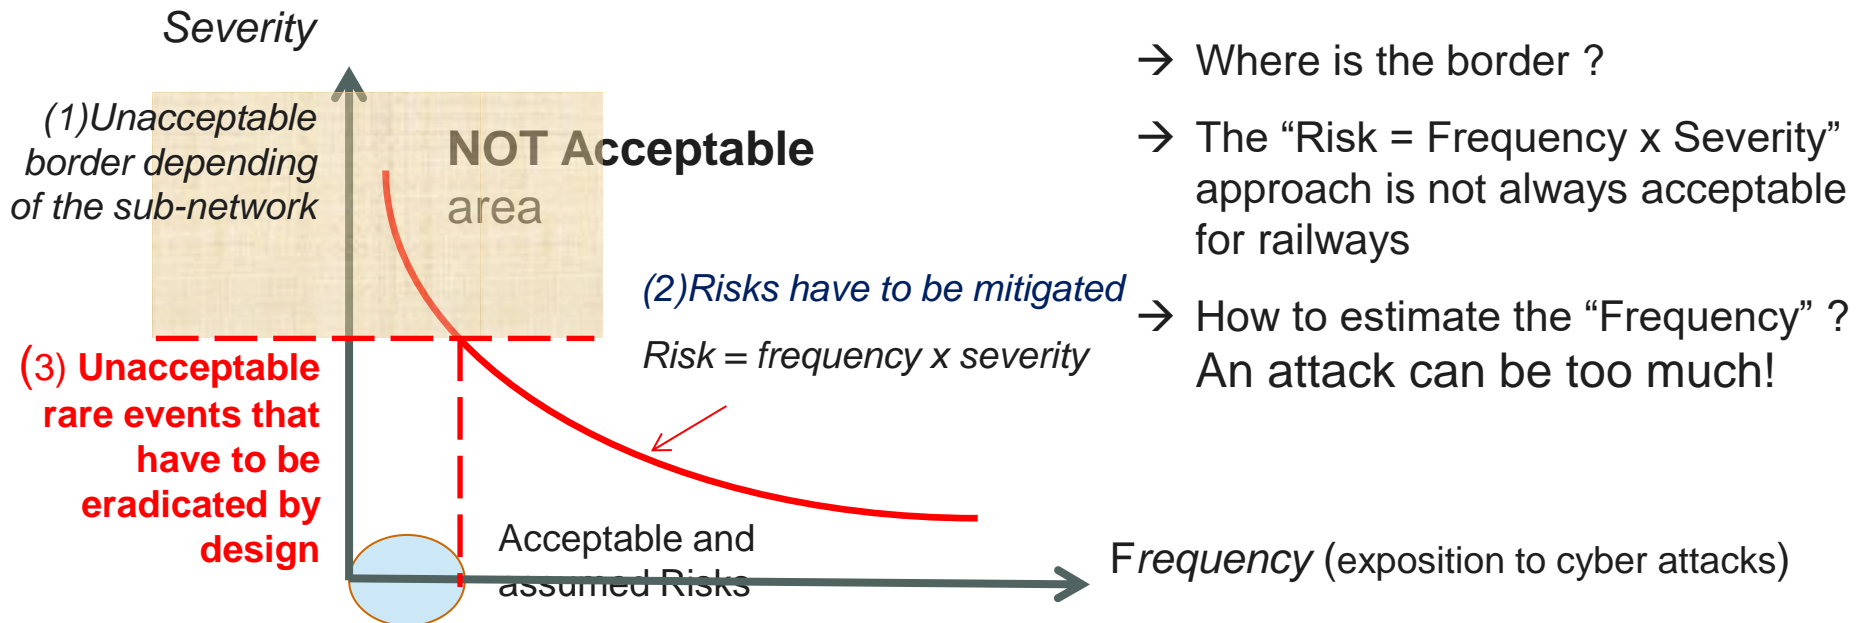 Severity
(1)Unacceptable
border depending
of the sub-network
NOT Acceptable
area
(2)Risks have to be mitigated
Risk = frequency x severity
(3) Unacceptable
rare events that
have to be
eradicated by
design
Acceptable and
assumed Risks
Frequency (exposition to cyber attacks)
→ Where is the border ?
→ The “Risk = Frequency x Severity”
approach is not always acceptable
for railways
→ How to estimate the “Frequency” ?
An attack can be too much!